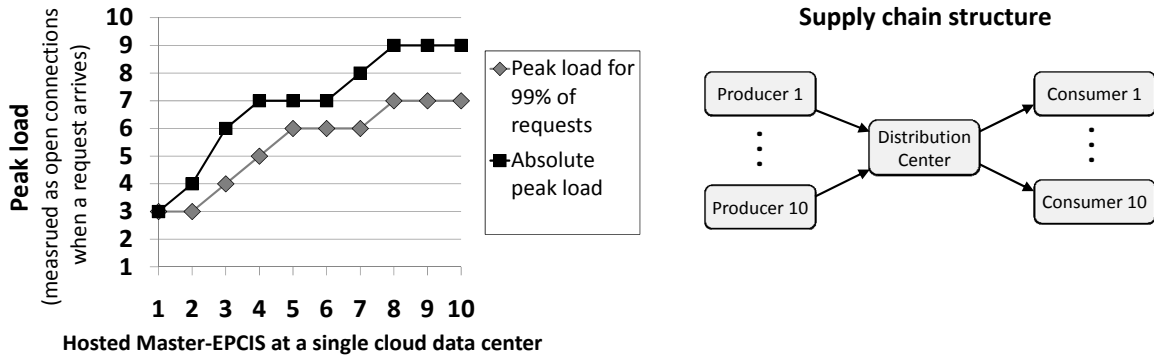 10
9
8
7
6
5
4
3
2
1
Peak load
(measrued as open connections
when a request arrives)
1 2 3 4 5 6 7 8 9 10
Hosted Master-EPCIS at a single cloud data center
Peak load for
99% of
requests
Absolute
peak load
Supply chain structure
Producer 1
Producer 10
Distribution
Center
Consumer 1
Consumer 10